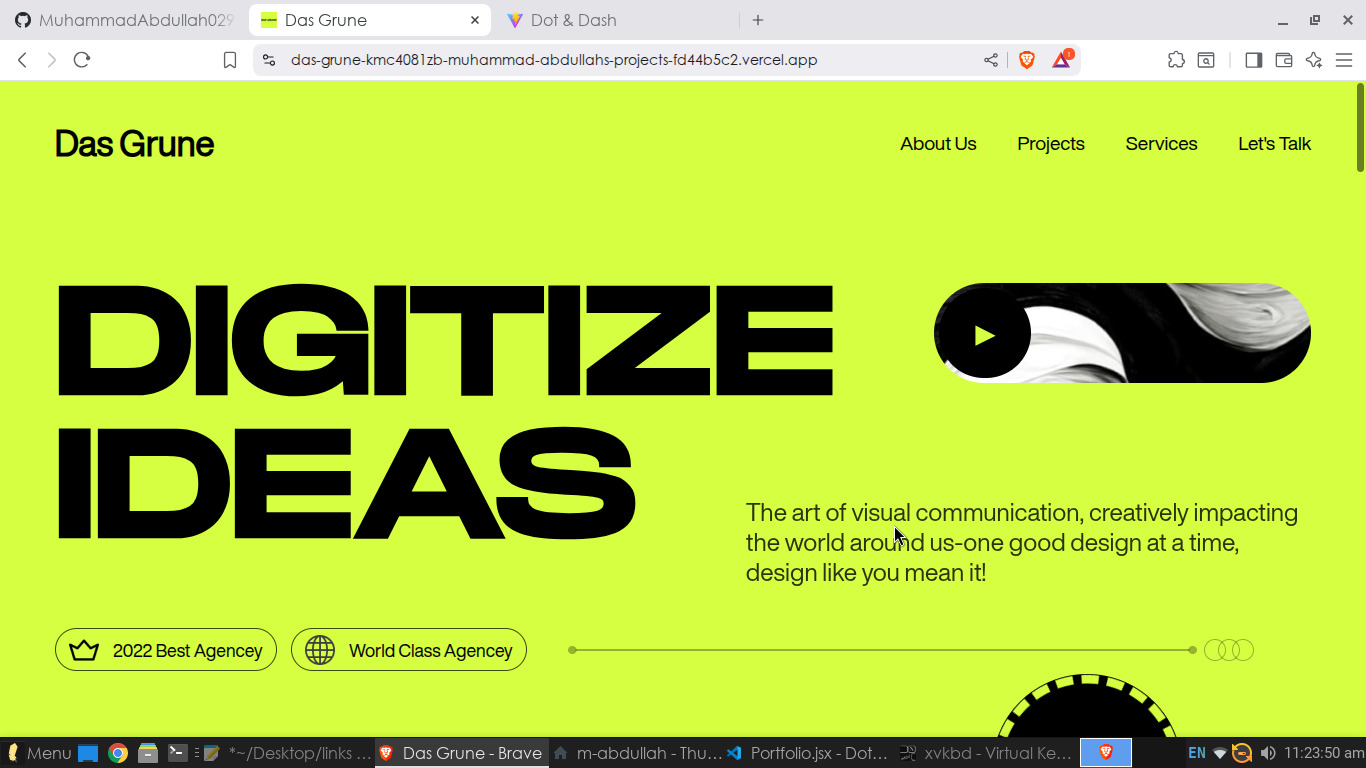 MuhammadAbdullah029
Das Grune
Dot & Dash
das-grune-kmc4081zb-muhammad-abdullahs-projects-fd44b5c2.vercel.app
1
Das Grune
About Us
Projects
Services
Let's Talk
DIGITIZE
IDEAS
The art of visual communication, creatively impacting
the world around us-one good design at a time,
design like you mean it!
2022 Best Agencey
World Class Agencey
Menu
*~/Desktop/links ...
Das Grune - Brave
m-abdullah - Thu...
Portfolio.jsx - Dot...
xvkbd - Virtual Ke...
EN
11:23:50 am